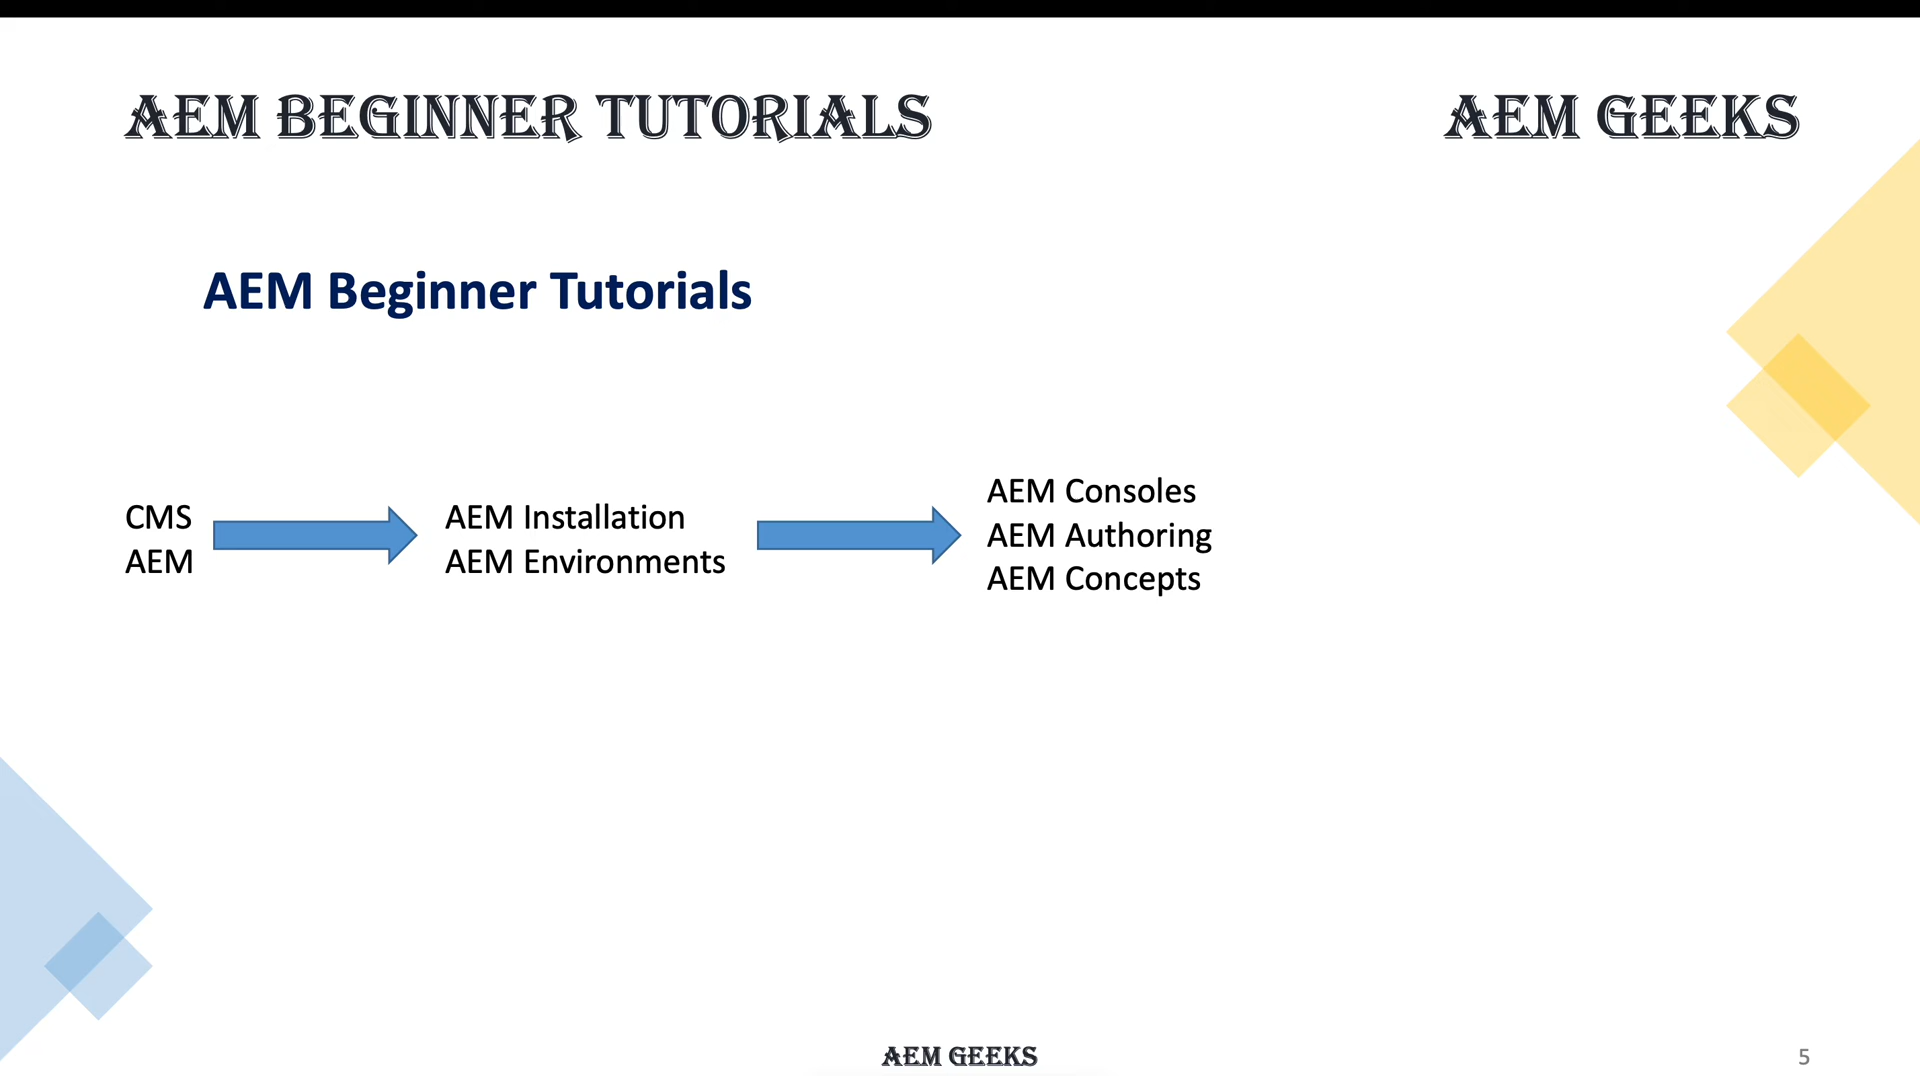 AEM BEGINNER TUTORIALS
AEM GEEKS
AEM Beginner Tutorials
CMS
AEM
AEM Installation
AEM Environments
AEM Consoles
AEM Authoring
AEM Concepts
AEM GEEKS
5